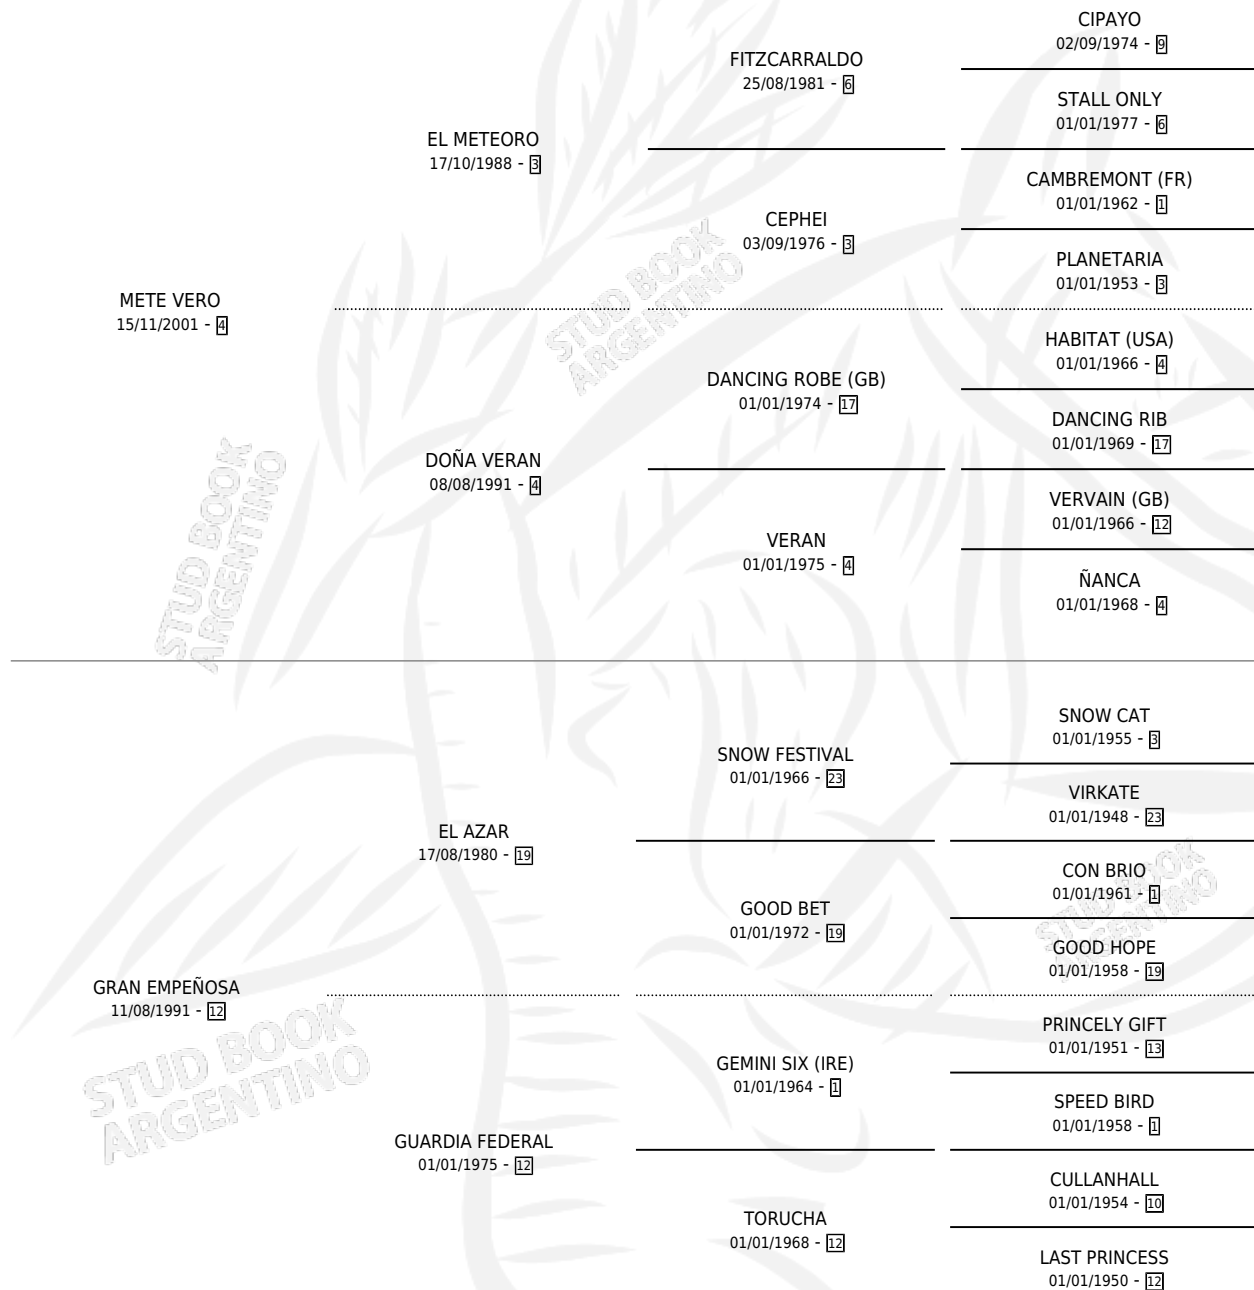 CIPAYO
02/09/1974 - 9
FITZCARRALDO
25/08/1981 - 6
STALL ONLY
01/01/1977 - 6
EL METEORO
17/10/1988 - 3
CAMBREMONT (FR)
01/01/1962 - 1
CEPHEI
03/09/1976 - 3
PLANETARIA
01/01/1953 - 3
METE VERO
15/11/2001 - 4
HABITAT (USA)
01/01/1966 - 4
DANCING ROBE (GB)
01/01/1974 - 17
DANCING RIB
01/01/1969 - 17
DOÑA VERAN
08/08/1991 - 4
VERVAIN (GB)
01/01/1966 - 12
VERAN
01/01/1975 - 4
ÑANCA
01/01/1968 - 4
STUD BOOK
ARGENTINO
STUD BOOK
ARGENTINO
SNOW CAT
01/01/1955 - 3
SNOW FESTIVAL
01/01/1966 - 23
VIRKATE
01/01/1948 - 23
EL AZAR
17/08/1980 - 19
CON BRIO
01/01/1961 - 1
GOOD BET
01/01/1972 - 19
GOOD HOPE
01/01/1958 - 19
STUD BOOK
ARGENTINO
GRAN EMPEÑOSA
11/08/1991 - 12
PRINCELY GIFT
01/01/1951 - 13
GEMINI SIX (IRE)
01/01/1964 - 1
SPEED BIRD
01/01/1958 - 1
STUD BOOK
ARGENTINO
GUARDIA FEDERAL
01/01/1975 - 12
CULLANHALL
01/01/1954 - 10
TORUCHA
01/01/1968 - 12
LAST PRINCESS
01/01/1950 - 12